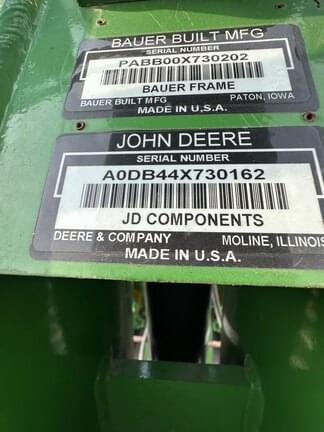 BAUER BUILT MFG
SERIAL NUMBER
PABB00X730202
BAUER FRAME
BAUER BUILT MFG PATON, IOWA
MADE IN U.S.A.
JOHN DEERE
SERIAL NUMBER
A0DB44X730162
JD COMPONENTS
DEERE & COMPANY MOLINE, ILLINOIS
MADE IN U.S.A.